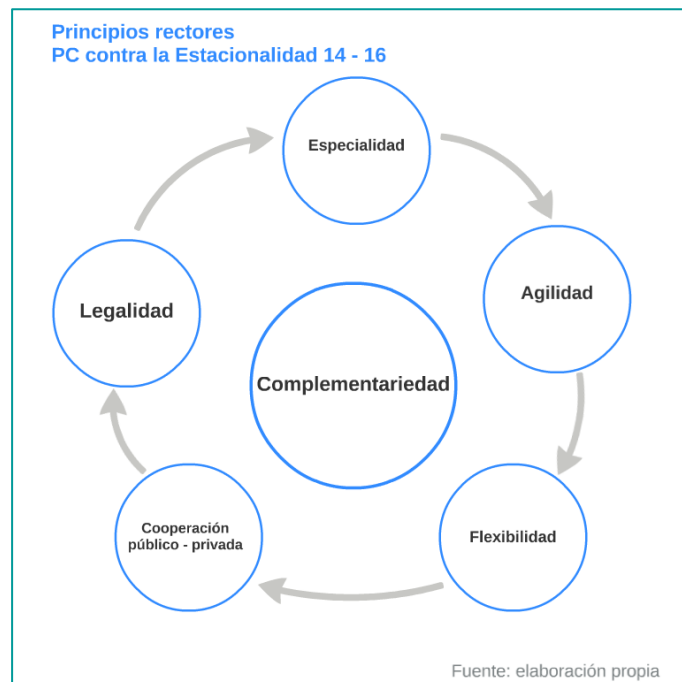 Principios rectores
PC contra la Estacionalidad 14 - 16
Especialidad
Agilidad
Legalidad
Complementariedad
Cooperación
público - privada
Flexibilidad
Fuente: elaboración propia